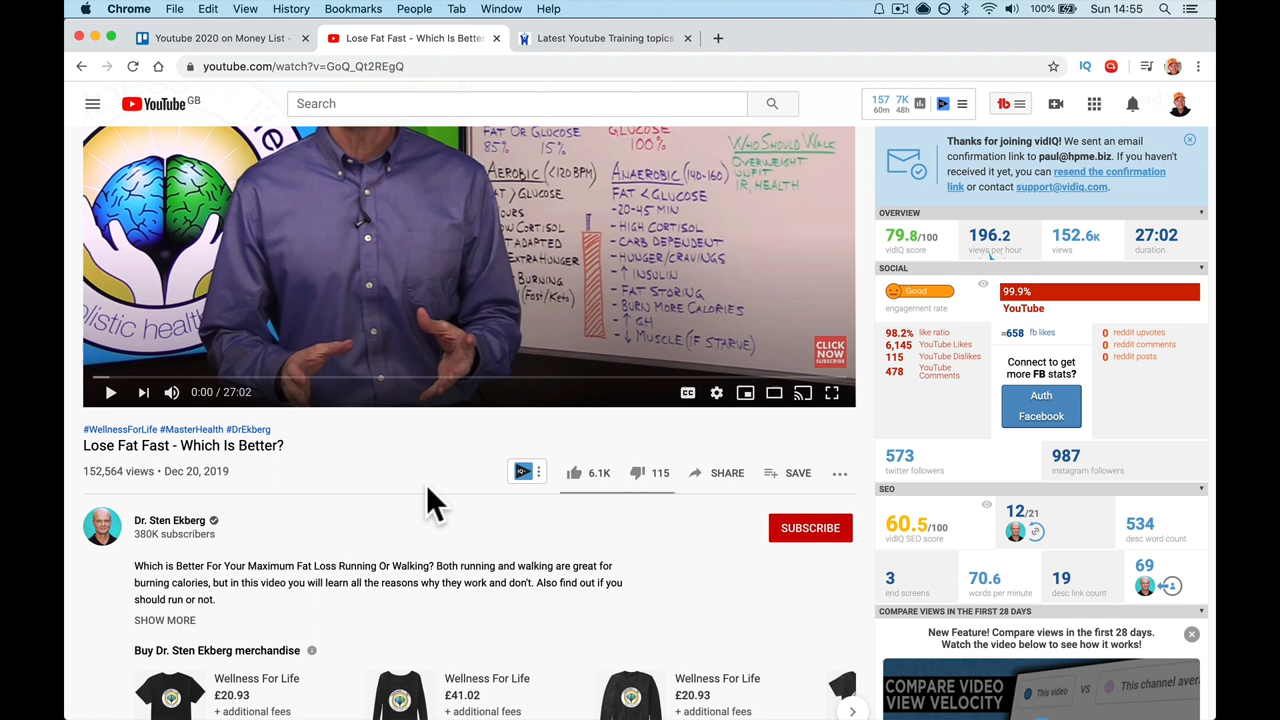 Chrome File Edit View History Bookmarks People Tab Window Help 100% Sun 14:55
Youtube 2020 on Money List - Lose Fat Fast - Which Is Better Latest Youtube Training topics
youtube.com/watch?v=GoQ_Qt2REgQ IQ
YouTube GB Search 157 7K
60m 48h
FAT OR GLUCOSE GLUCOSE WHO SHOULD WALK
85% 15% 100% OVERWEIGHT
UNFIT
IR, HEALTH
AEROBIC (<120 BPM) ANAEROBIC (140-160)
FAT > GLUCOSE FAT < GLUCOSE
-20-45 MIN
-HIGH CORTISOL
-CARB DEPENDENT
-HUNGER/CRAVINGS
-↑ INSULIN
-FAT STORING
-BURN MORE CALORIES
-↑ GH
-↓ MUSCLE (IF STARVE)
OW CORTISOL
ADAPTED
EXTRA HUNGER
BURNING
(Fast/Keto)
CLICK
NOW
SUBSCRIBE
0:00 / 27:02 CC
#WellnessForLife #MasterHealth #DrEkberg
Lose Fat Fast - Which Is Better?
152,564 views • Dec 20, 2019
IQ 6.1K 115 SHARE SAVE
Dr. Sten Ekberg
380K subscribers
SUBSCRIBE
Which is Better For Your Maximum Fat Loss Running Or Walking? Both running and walking are great for
burning calories, but in this video you will learn all the reasons why they work and don't. Also find out if you
should run or not.
SHOW MORE
Buy Dr. Sten Ekberg merchandise
Wellness For Life
£20.93
+ additional fees
Wellness For Life
£41.02
+ additional fees
Wellness For Life
£20.93
+ additional fees
Thanks for joining vidIQ! We sent an email
confirmation link to paul@hpme.biz. If you haven't
received it yet, you can resend the confirmation
link or contact support@vidiq.com.
OVERVIEW
79.8/100 196.2 152.6K 27:02
vidIQ score views per hour views duration
SOCIAL
Good
engagement rate
99.9%
YouTube
98.2% like ratio
6,145 YouTube Likes
115 YouTube Dislikes
478 YouTube
Comments
≈658 fb likes
Connect to get
more FB stats?
Auth
Facebook
0 reddit upvotes
0 reddit comments
0 reddit posts
573 987
twitter followers instagram followers
SEO
60.5/100 12/21 534
vidIQ SEO score desc word count
3 70.6 19 69
end screens words per minute desc link count
COMPARE VIEWS IN THE FIRST 28 DAYS
New Feature! Compare views in the first 28 days.
Watch the video below to see how it works!
COMPARE VIDEO
VIEW VELOCITY
This video VS This channel avera